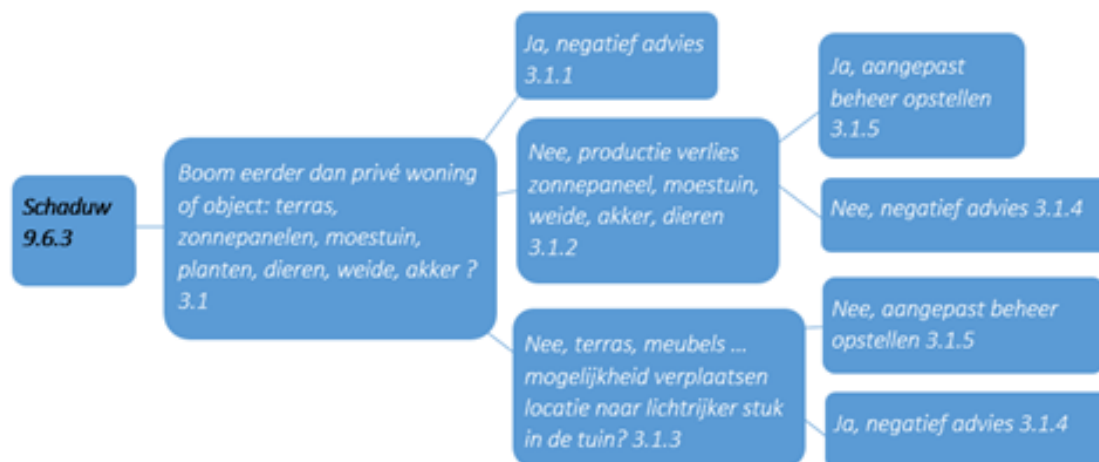 Schaduw
9.6.3
Boom eerder dan privé woning
of object: terras,
zonnepanelen, moestuin,
planten, dieren, weide, akker ?
3.1
Ja, negatief advies
3.1.1
Nee, productie verlies
zonnepaneel, moestuin,
weide, akker, dieren
3.1.2
Ja, aangepast
beheer opstellen
3.1.5
Nee, negatief advies 3.1.4
Nee, terras, meubels ...
mogelijkheid verplaatsen
locatie naar lichtrijker stuk
in de tuin? 3.1.3
Nee, aangepast beheer
opstellen 3.1.5
Ja, negatief advies 3.1.4